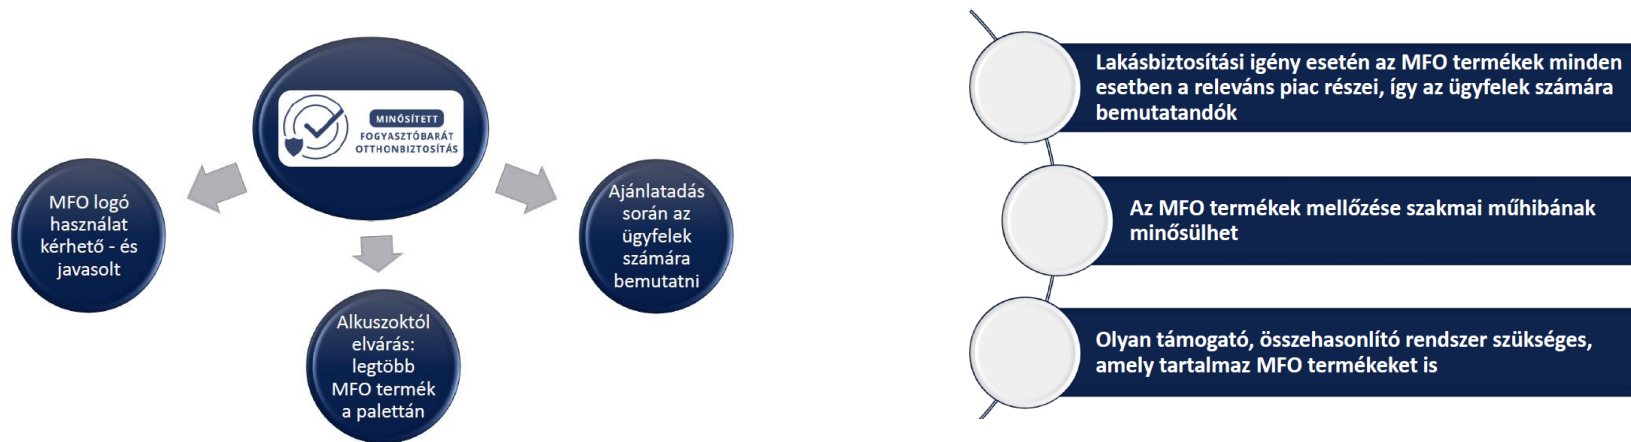 MINŐSÍTETT
FOGYASZTÓBARÁT
OTTHONBIZTOSÍTÁS
MFO logó
használat
kérhető - és
javasolt
Alkuszoktól
elvárás:
legtöbb
MFO termék
a palettán
Ajánlatadás
során az
ügyfelek
számára
bemutatni
Lakásbiztosítási igény esetén az MFO termékek minden
esetben a releváns piac részei, így az ügyfelek számára
bemutatandók
Az MFO termékek mellőzése szakmai műhibának
minősülhet
Olyan támogató, összehasonlító rendszer szükséges,
amely tartalmaz MFO termékeket is